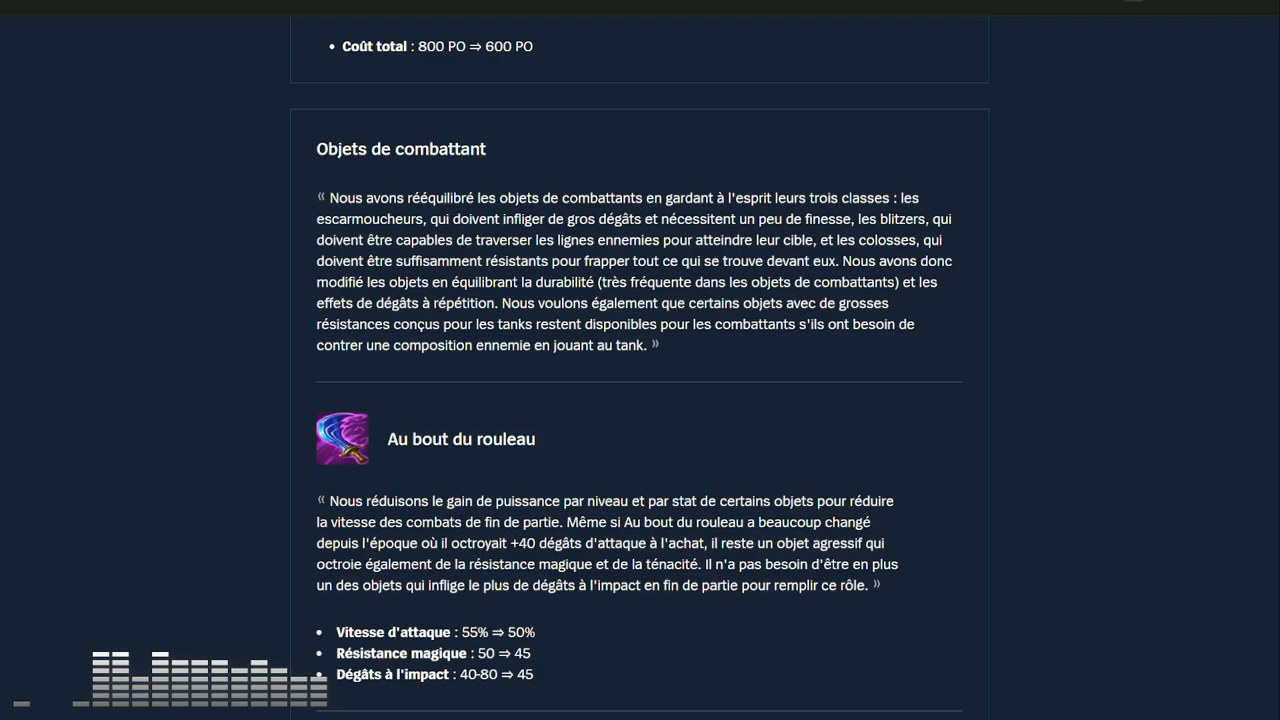 • Coût total : 800 PO ⇒ 600 PO
Objets de combattant
« Nous avons rééquilibré les objets de combattants en gardant à l'esprit leurs trois classes : les
escarmoucheurs, qui doivent infliger de gros dégâts et nécessitent un peu de finesse, les blitzers, qui
doivent être capables de traverser les lignes ennemies pour atteindre leur cible, et les colosses, qui
doivent être suffisamment résistants pour frapper tout ce qui se trouve devant eux. Nous avons donc
modifié les objets en équilibrant la durabilité (très fréquente dans les objets de combattants) et les
effets de dégâts à répétition. Nous voulons également que certains objets avec de grosses
résistances conçus pour les tanks restent disponibles pour les combattants s'ils ont besoin de
contrer une composition ennemie en jouant au tank. »
Au bout du rouleau
« Nous réduisons le gain de puissance par niveau et par stat de certains objets pour réduire
la vitesse des combats de fin de partie. Même si Au bout du rouleau a beaucoup changé
depuis l'époque où il octroyait +40 dégâts d'attaque à l'achat, il reste un objet agressif qui
octroie également de la résistance magique et de la ténacité. Il n'a pas besoin d'être en plus
un des objets qui inflige le plus de dégâts à l'impact en fin de partie pour remplir ce rôle. »
• Vitesse d'attaque : 55% ⇒ 50%
• Résistance magique : 50 ⇒ 45
• Dégâts à l'impact : 40-80 ⇒ 45